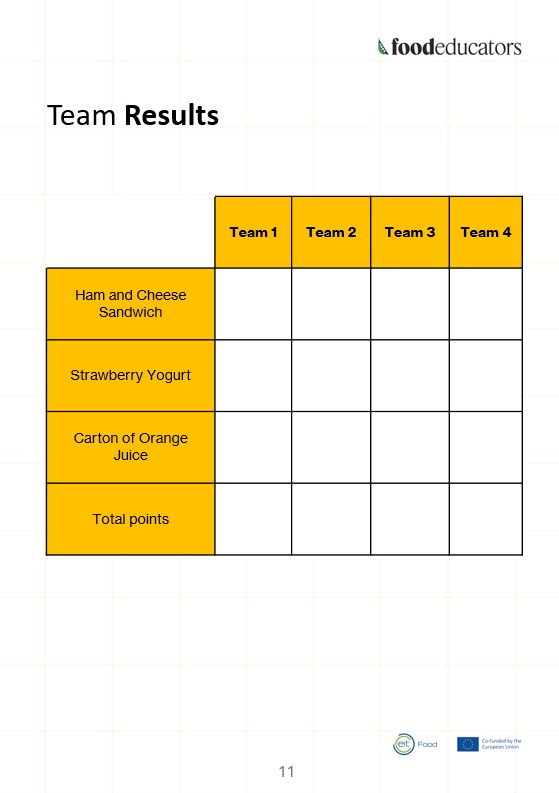 foodeducators
Team Results
Team 1 Team 2 Team 3 Team 4
Ham and Cheese
Sandwich
Strawberry Yogurt
Carton of Orange
Juice
Total points
eit Food
Co-funded by the
European Union
11